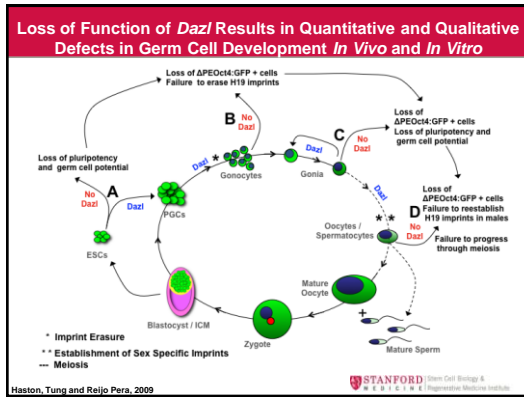 Loss of Function of Dazl Results in Quantitative and Qualitative
Defects in Germ Cell Development In Vivo and In Vitro
Loss of ΔPEOct4:GFP + cells
Failure to erase H19 imprints
B
No
Dazl
Dazl
*
Gonocytes
Dazl
Gonia
C
No
Dazl
Loss of
ΔPEOct4:GFP + cells
Loss of pluripotency and
germ cell potential
Dazl
Loss of pluripotency
and germ cell potential
A
No
Dazl
Dazl
PGCs
ESCs
Loss of
ΔPEOct4:GFP + cells
Failure to reestablish
H19 imprints in males
D
No
Dazl
* *
Oocytes /
Spermatocytes
Failure to progress
through meiosis
Mature
Oocyte
+
Mature Sperm
Blastocyst / ICM
Zygote
* Imprint Erasure
* * Establishment of Sex Specific Imprints
--- Meiosis
Haston, Tung and Reijo Pera, 2009
STANFORD
MEDICINE
Stem Cell Biology &
Regenerative Medicine Institute